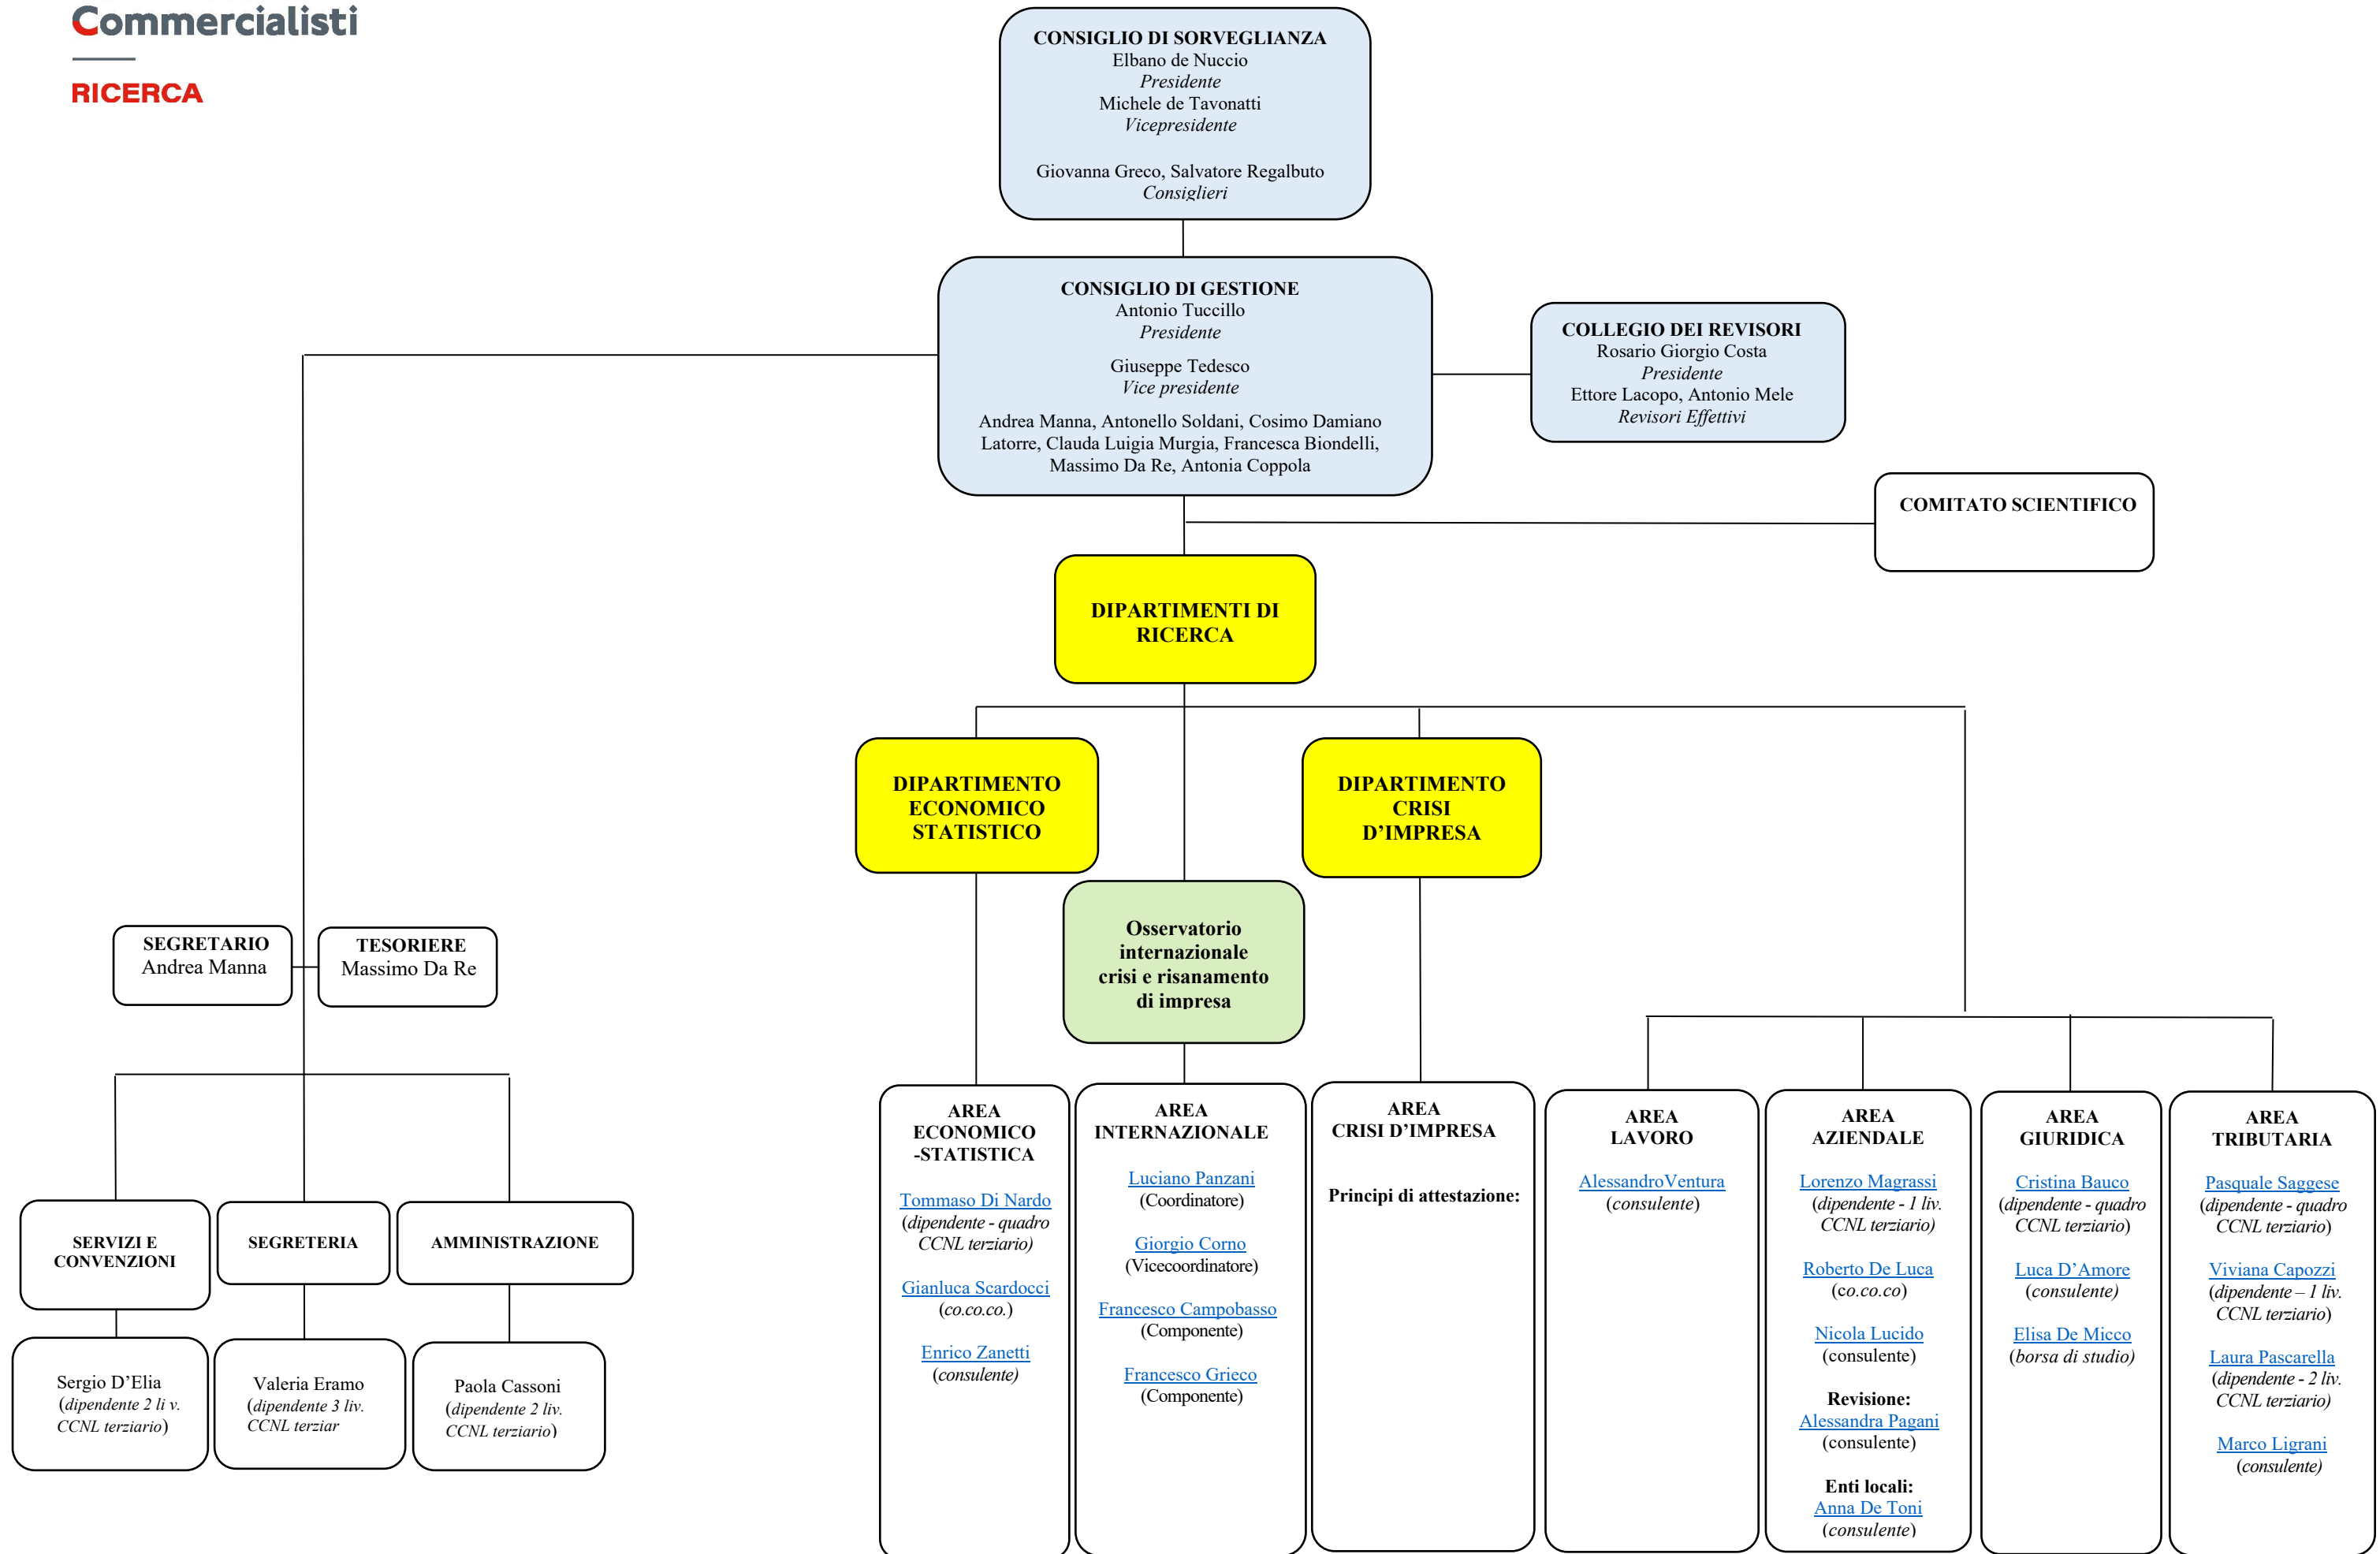 Commercialisti
RICERCA
CONSIGLIO DI SORVEGLIANZA
Elbano de Nuccio
Presidente
Michele de Tavonatti
Vicepresidente
Giovanna Greco, Salvatore Regalbuto
Consiglieri
CONSIGLIO DI GESTIONE
Antonio Tuccillo
Presidente
Giuseppe Tedesco
Vice presidente
Andrea Manna, Antonello Soldani, Cosimo Damiano
Latorre, Clauda Luigia Murgia, Francesca Biondelli,
Massimo Da Re, Antonia Coppola
COLLEGIO DEI REVISORI
Rosario Giorgio Costa
Presidente
Ettore Lacopo, Antonio Mele
Revisori Effettivi
COMITATO SCIENTIFICO
DIPARTIMENTI DI
RICERCA
DIPARTIMENTO
ECONOMICO
STATISTICO
DIPARTIMENTO
CRISI
D’IMPRESA
Osservatorio
internazionale
crisi e risanamento
di impresa
SEGRETARIO
Andrea Manna
TESORIERE
Massimo Da Re
SERVIZI E
CONVENZIONI
SEGRETERIA
AMMINISTRAZIONE
Sergio D’Elia
(dipendente 2 li v.
CCNL terziario)
Valeria Eramo
(dipendente 3 liv.
CCNL terziar
Paola Cassoni
(dipendente 2 liv.
CCNL terziario)
AREA
ECONOMICO
-STATISTICA
Tommaso Di Nardo
(dipendente - quadro
CCNL terziario)
Gianluca Scardocci
(co.co.co.)
Enrico Zanetti
(consulente)
AREA
INTERNAZIONALE
Luciano Panzani
(Coordinatore)
Giorgio Corno
(Vicecoordinatore)
Francesco Campobasso
(Componente)
Francesco Grieco
(Componente)
AREA
CRISI D’IMPRESA
Principi di attestazione:
AREA
LAVORO
AlessandroVentura
(consulente)
AREA
AZIENDALE
Lorenzo Magrassi
(dipendente - 1 liv.
CCNL terziario)
Roberto De Luca
(co.co.co)
Nicola Lucido
(consulente)
Revisione:
Alessandra Pagani
(consulente)
Enti locali:
Anna De Toni
(consulente)
AREA
GIURIDICA
Cristina Bauco
(dipendente - quadro
CCNL terziario)
Luca D’Amore
(consulente)
Elisa De Micco
(borsa di studio)
AREA
TRIBUTARIA
Pasquale Saggese
(dipendente - quadro
CCNL terziario)
Viviana Capozzi
(dipendente – 1 liv.
CCNL terziario)
Laura Pascarella
(dipendente - 2 liv.
CCNL terziario)
Marco Ligrani
(consulente)